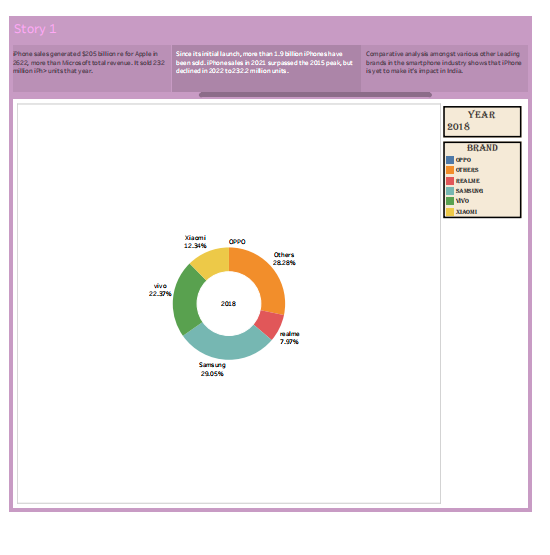 Story 1
iPhone sales generated $205 billion re for Apple in
2022; more than Microsoft total revenue. It sold 232
million iPh> units that year.
Since its initial launch, more than 1.9 billion iPhones have
been sold. iPhone sales in 2021 surpassed the 2015 peak, but
declined in 2022 to 232.2 million units.
Comparative analysis amongst various other Leading
brands in the smartphone industry shows that iPhone
is yet to make it's impact in India.
YEAR
2018
BRAND
OPPO
OTHERS
REALME
SAMSUNG
VIVO
XIAOMI
Xiaomi
12.34%
OPPO
Others
28.28%
vivo
22.37%
2018
realme
7.97%
Samsung
29.05%